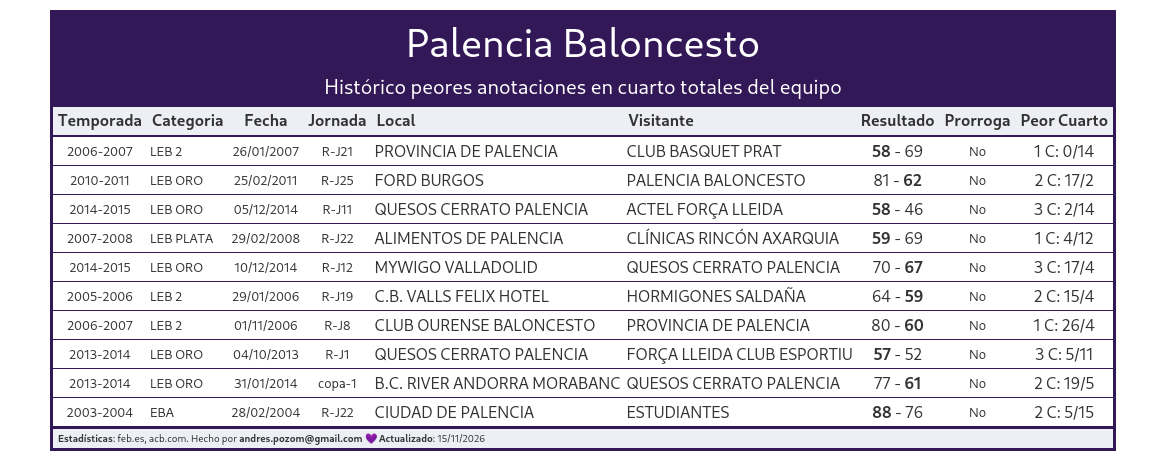 Palencia Baloncesto
Histórico peores anotaciones en cuarto totales del equipo
Temporada Categoria Fecha Jornada Local Visitante Resultado Prorroga Peor Cuarto
2006-2007 LEB 2 26/01/2007 R-J21 PROVINCIA DE PALENCIA CLUB BASQUET PRAT 58 - 69 No 1 C: 0/14
2010-2011 LEB ORO 25/02/2011 R-J25 FORD BURGOS PALENCIA BALONCESTO 81 - 62 No 2 C: 17/2
2014-2015 LEB ORO 05/12/2014 R-J11 QUESOS CERRATO PALENCIA ACTEL FORÇA LLEIDA 58 - 46 No 3 C: 2/14
2007-2008 LEB PLATA 29/02/2008 R-J22 ALIMENTOS DE PALENCIA CLÍNICAS RINCÓN AXARQUIA 59 - 69 No 1 C: 4/12
2014-2015 LEB ORO 10/12/2014 R-J12 MYWIGO VALLADOLID QUESOS CERRATO PALENCIA 70 - 67 No 3 C: 17/4
2005-2006 LEB 2 29/01/2006 R-J19 C.B. VALLS FELIX HOTEL HORMIGONES SALDAÑA 64 - 59 No 2 C: 15/4
2006-2007 LEB 2 01/11/2006 R-J8 CLUB OURENSE BALONCESTO PROVINCIA DE PALENCIA 80 - 60 No 1 C: 26/4
2013-2014 LEB ORO 04/10/2013 R-J1 QUESOS CERRATO PALENCIA FORÇA LLEIDA CLUB ESPORTIU 57 - 52 No 3 C: 5/11
2013-2014 LEB ORO 31/01/2014 copa-1 B.C. RIVER ANDORRA MORABANC QUESOS CERRATO PALENCIA 77 - 61 No 2 C: 19/5
2003-2004 EBA 28/02/2004 R-J22 CIUDAD DE PALENCIA ESTUDIANTES 88 - 76 No 2 C: 5/15
Estadísticas: feb.es, acb.com. Hecho por andres.pozom@gmail.com 💜 Actualizado: 15/11/2026